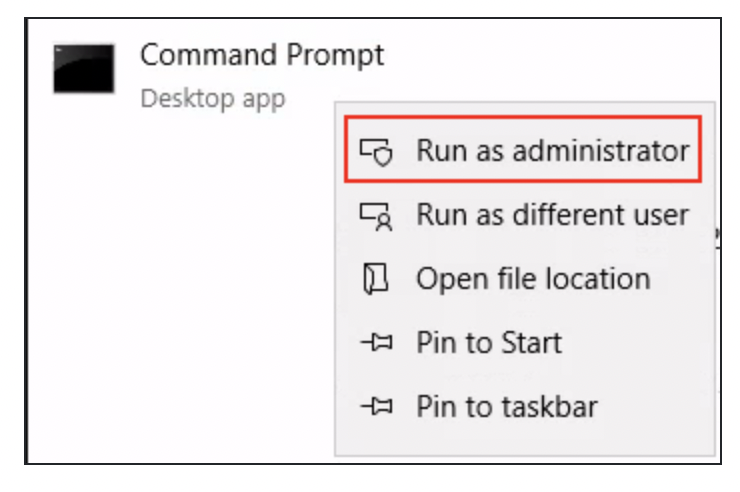 Command Prompt
Desktop app
Run as administrator
Run as different user
Open file location
Pin to Start
Pin to taskbar